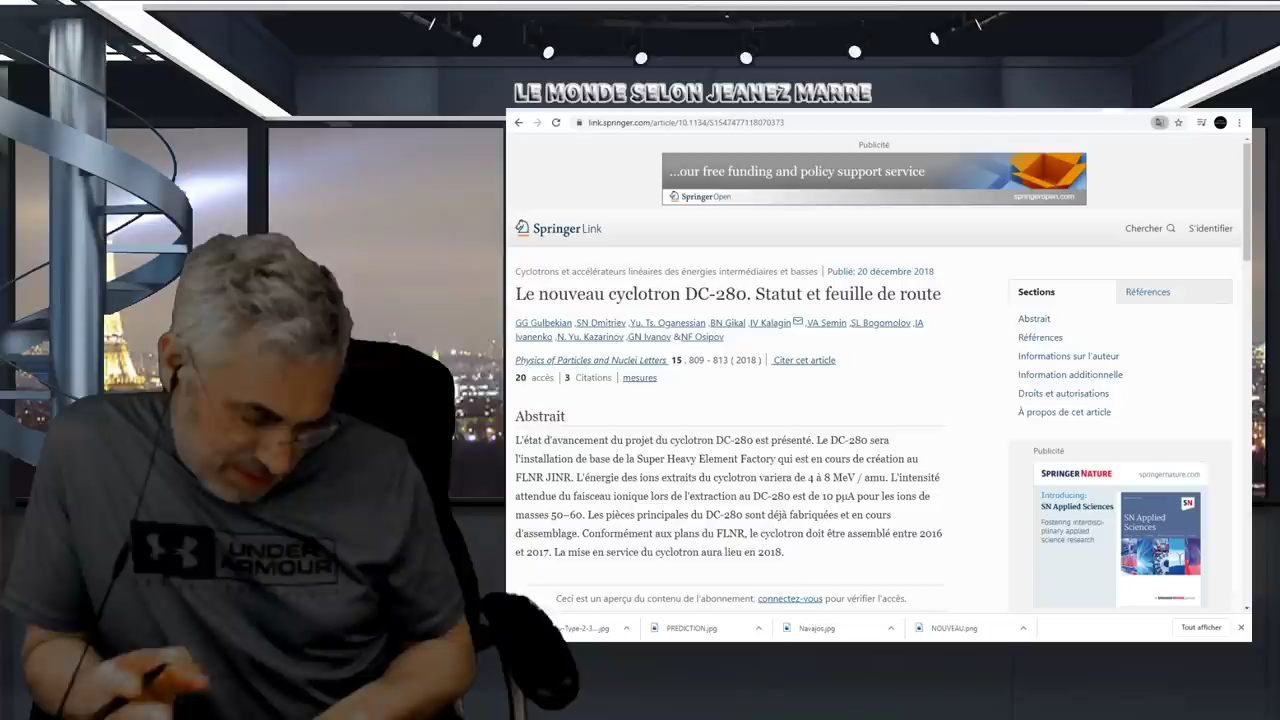 LE MONDE SELON JEANEZ MARRE
link.springer.com/article/10.1134/S1547477118070373
Publicité
...our free funding and policy support service
SpringerOpen
springeropen.com
Springer Link
Chercher
S'identifier
Cyclotrons et accélérateurs linéaires des énergies intermédiaires et basses | Publié: 20 décembre 2018
Le nouveau cyclotron DC-280. Statut et feuille de route
GG Gulbekian ,SN Dmitriev ,Yu. Ts. Oganessian ,BN Gikal ,IV Kalagin ,VA Semin ,SL Bogomolov ,IA
Ivanenko ,N. Yu. Kazarinov ,GN Ivanov &NF Osipov
Physics of Particles and Nuclei Letters 15 , 809 - 813 ( 2018 ) | Citer cet article
20 accès | 3 Citations | mesures
Abstrait
L'état d'avancement du projet du cyclotron DC-280 est présenté. Le DC-280 sera
l'installation de base de la Super Heavy Element Factory qui est en cours de création au
FLNR JINR. L'énergie des ions extraits du cyclotron variera de 4 à 8 MeV / amu. L'intensité
attendue du faisceau ionique lors de l'extraction au DC-280 est de 10 pμA pour les ions de
masses 50–60. Les pièces principales du DC-280 sont déjà fabriquées et en cours
d'assemblage. Conformément aux plans du FLNR, le cyclotron doit être assemblé entre 2016
et 2017. La mise en service du cyclotron aura lieu en 2018.
Ceci est un aperçu du contenu de l'abonnement, connectez-vous pour vérifier l'accès.
Sections
Références
Abstrait
Références
Informations sur l'auteur
Information additionnelle
Droits et autorisations
À propos de cet article
Publicité
SPRINGER NATURE
springernature.com
Introducing:
SN Applied Sciences
Fostering interdisci-
plinary applied
science research
SN Applied
Sciences
-Type-2-3....jpg
PREDICTION.jpg
Navajos.jpg
NOUVEAU.png
Tout afficher
UNDER
ARMOUR